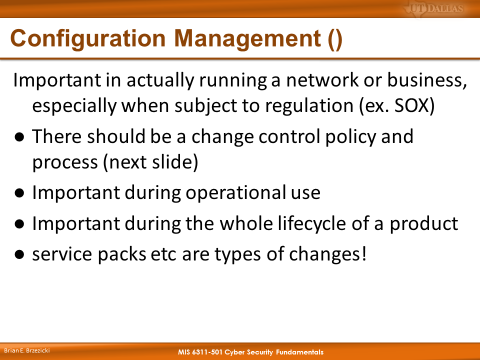 UT DALLAS
Configuration Management ()
Important in actually running a network or business,
especially when subject to regulation (ex. SOX)
● There should be a change control policy and
process (next slide)
● Important during operational use
● Important during the whole lifecycle of a product
● service packs etc are types of changes!
Brian E. Brzezicki
MIS 6311-501 Cyber Security Fundamentals